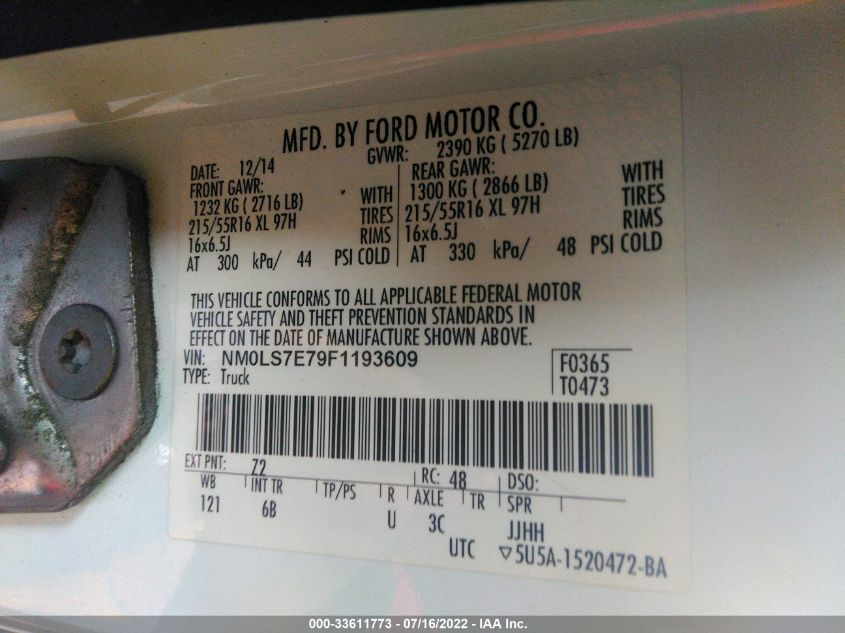 MFD. BY FORD MOTOR CO.
DATE: 12/14 GVWR: 2390 KG ( 5270 LB)
FRONT GAWR: REAR GAWR:
1232 KG ( 2716 LB) WITH 1300 KG ( 2866 LB) WITH
215/55R16 XL 97H TIRES 215/55R16 XL 97H TIRES
16x6.5J RIMS 16x6.5J RIMS
AT 300 kPa/ 44 PSI COLD AT 330 kPa/ 48 PSI COLD
THIS VEHICLE CONFORMS TO ALL APPLICABLE FEDERAL MOTOR
VEHICLE SAFETY AND THEFT PREVENTION STANDARDS IN
EFFECT ON THE DATE OF MANUFACTURE SHOWN ABOVE.
VIN: NM0LS7E79F1193609 F0365
TYPE: Truck T0473
EXT PNT: Z2 RC: 48 DSO:
WB INT TR TP/PS R AXLE TR SPR
121 6B U 3C JJHH
UTC ▽5U5A-1520472-BA
000-33611773 - 07/16/2022 - IAA Inc.